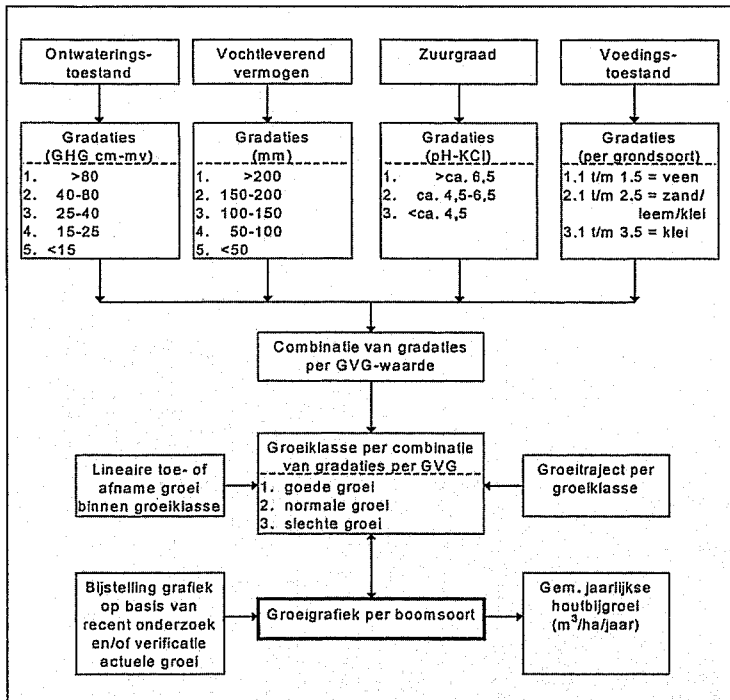 Ontwaterings-
toestand
Vochtleverend
vermogen
Zuurgraad
Voedings-
toestand
Gradaties
(GHG cm-mv)
1. >80
2. 40-80
3. 25-40
4. 15-25
5. <15
Gradaties
(mm)
1. >200
2. 150-200
3. 100-150
4. 50-100
5. <50
Gradaties
(pH-KCl)
1. >ca. 6,5
2. ca. 4,5-6,5
3. <ca. 4,5
Gradaties
(per grondsoort)
1.1 t/m 1.5 = veen
2.1 t/m 2.5 = zand/
leem/klei
3.1 t/m 3.5 = klei
Combinatie van gradaties
per GVG-waarde
Lineaire toe- of
afname groei
binnen groeiklasse
Groeiklasse per combinatie
van gradaties per GVG
1. goede groei
2. normale groei
3. slechte groei
Groeitraject per
groeiklasse
Bijstelling grafiek
op basis van
recent onderzoek
en/of verificatie
actuele groei
Groeigrafiek per boomsoort
Gem. jaarlijkse
houtbijgroei
(m³/ha/jaar)